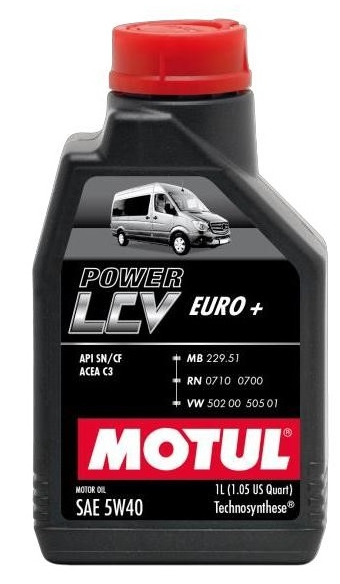 POWER
LCV EURO +
API SN/CF
ACEA C3
MB 229.51
RN 0710 0700
VW 502 00 505 01
MOTUL®
MOTOR OIL
SAE 5W40
1L (1.05 US Quart)
Technosynthese®